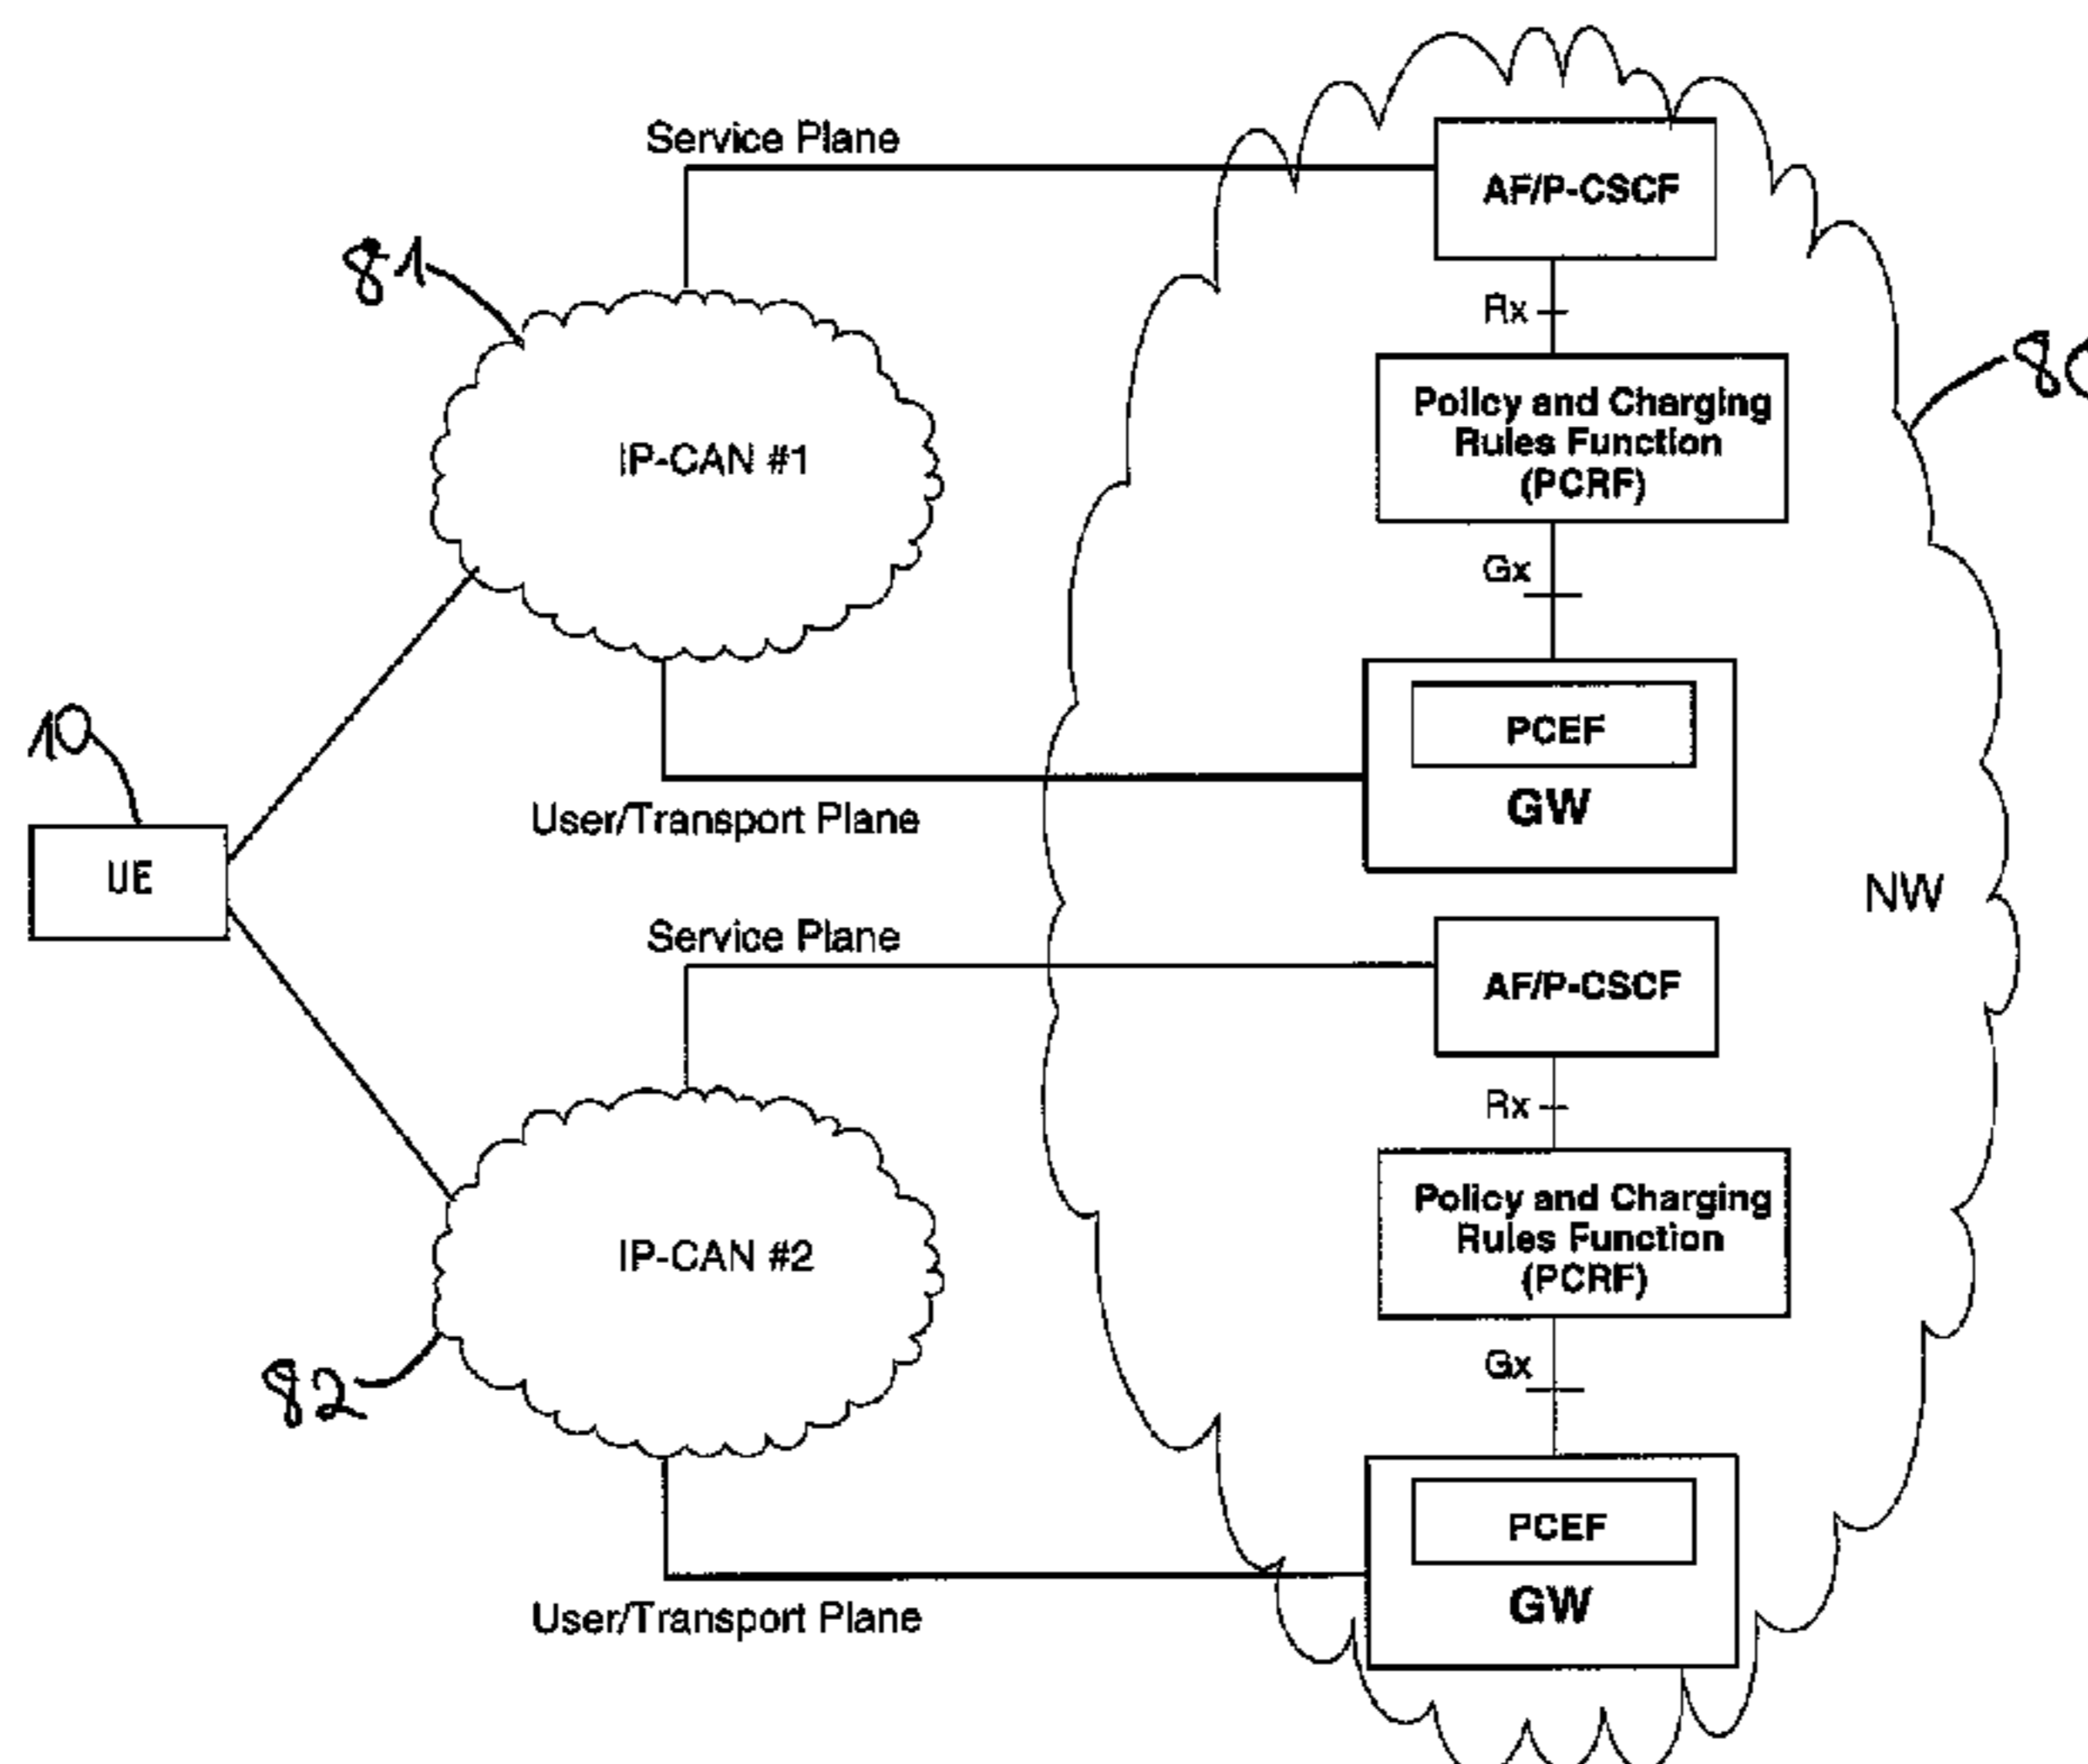 Service Plane
AF/P-CSCF
81
Rx
Policy and Charging
Rules Function
(PCRF)
IP-CAN #1
Gx
10
PCEF
GW
User/Transport Plane
UE
NW
Service Plane
AF/P-CSCF
Rx
Policy and Charging
Rules Function
(PCRF)
IP-CAN #2
Gx
82
PCEF
GW
User/Transport Plane